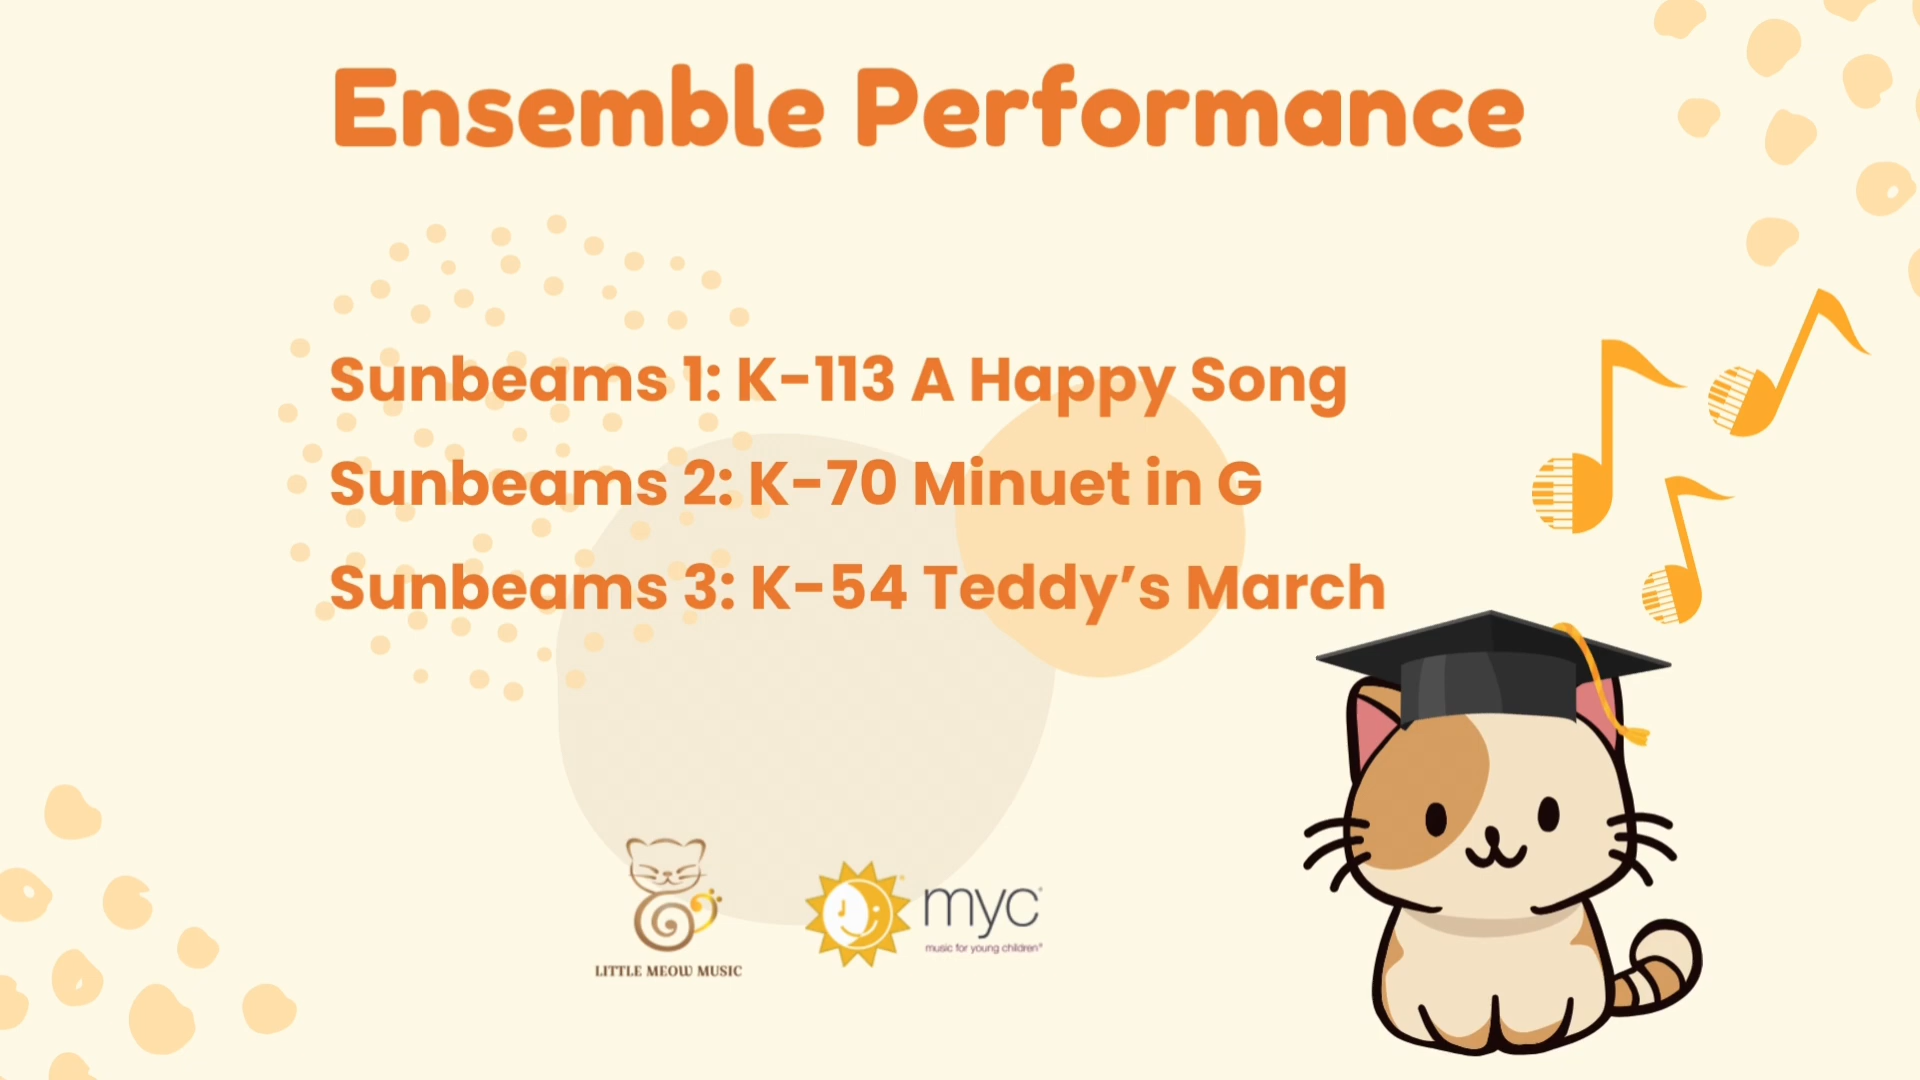 Ensemble Performance
Sunbeams 1: K-113 A Happy Song
Sunbeams 2: K-70 Minuet in G
Sunbeams 3: K-54 Teddy’s March
LITTLE MEOW MUSIC
myc
music for young children